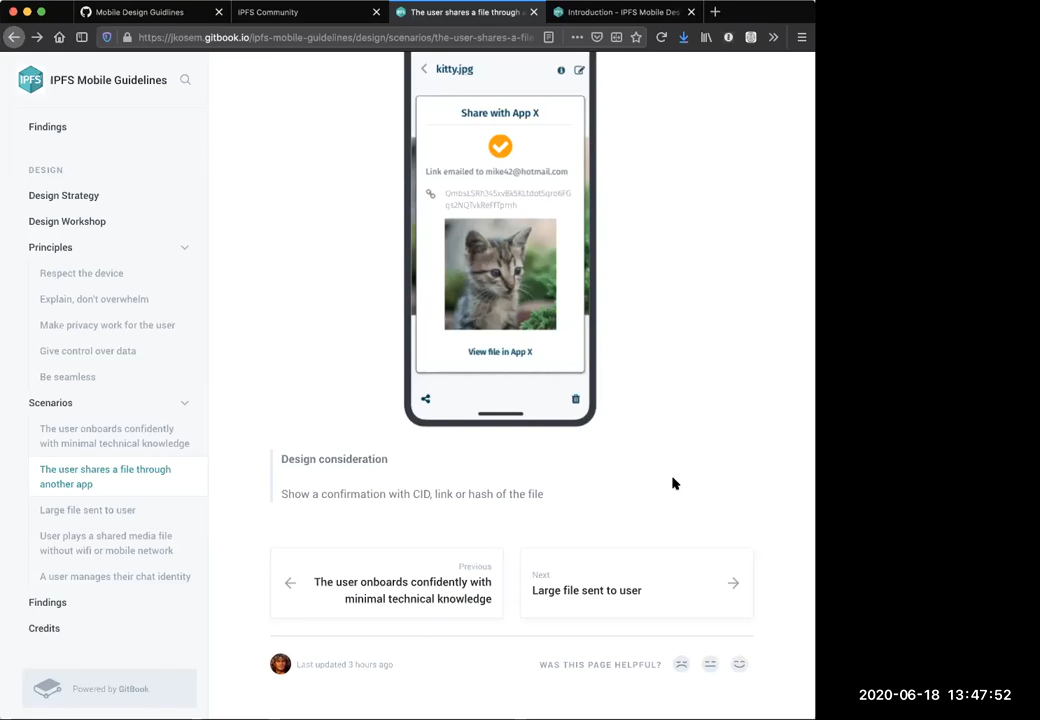 Mobile Design Guidlines
IPFS Community
The user shares a file through
Introduction - IPFS Mobile Des
https://jkosem.gitbook.io/ipfs-mobile-guidelines/design/scenarios/the-user-shares-a-file
IPFS
IPFS Mobile Guidelines
Findings
DESIGN
Design Strategy
Design Workshop
Principles
Respect the device
Explain, don't overwhelm
Make privacy work for the user
Give control over data
Be seamless
Scenarios
The user onboards confidently
with minimal technical knowledge
The user shares a file through
another app
Large file sent to user
User plays a shared media file
without wifi or mobile network
A user manages their chat identity
Findings
Credits
Powered by GitBook
kitty.jpg
Share with App X
Link emailed to mike42@hotmail.com
View file in App X
Design consideration
Show a confirmation with CID, link or hash of the file
Previous
The user onboards confidently with
minimal technical knowledge
Next
Large file sent to user
Last updated 3 hours ago
WAS THIS PAGE HELPFUL?
2020-06-18 13:47:52